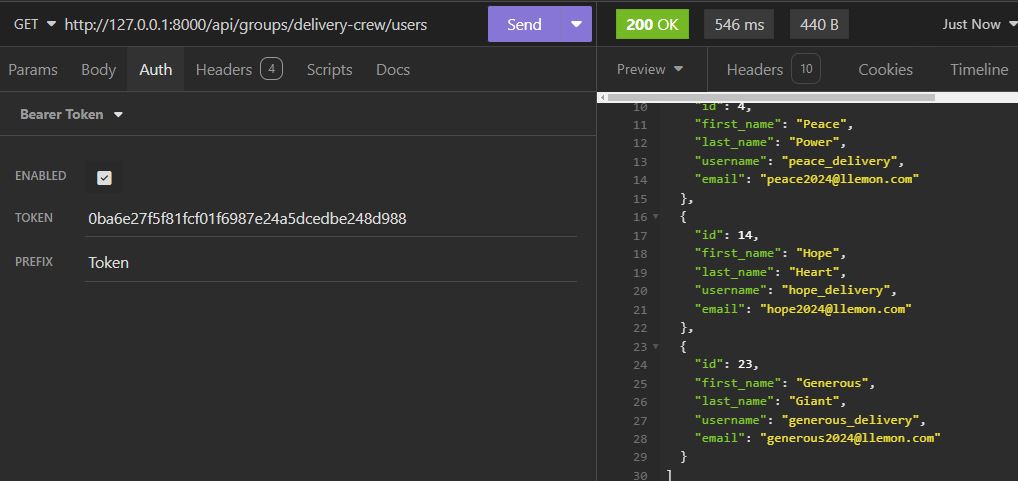 GET http://127.0.0.1:8000/api/groups/delivery-crew/users Send 200 OK 546 ms 440 B Just Now
Params Body Auth Headers 4 Scripts Docs
Preview Headers 10 Cookies Timeline
Bearer Token
ENABLED
TOKEN 0ba6e27f5f81fcf01f6987e24a5dcedbe248d988
PREFIX Token
10 "id": 4,
11 "first_name": "Peace",
12 "last_name": "Power",
13 "username": "peace_delivery",
14 "email": "peace2024@llemon.com"
15 },
16 {
17 "id": 14,
18 "first_name": "Hope",
19 "last_name": "Heart",
20 "username": "hope_delivery",
21 "email": "hope2024@llemon.com"
22 },
23 {
24 "id": 23,
25 "first_name": "Generous",
26 "last_name": "Giant",
27 "username": "generous_delivery",
28 "email": "generous2024@llemon.com"
29 }
30 ]